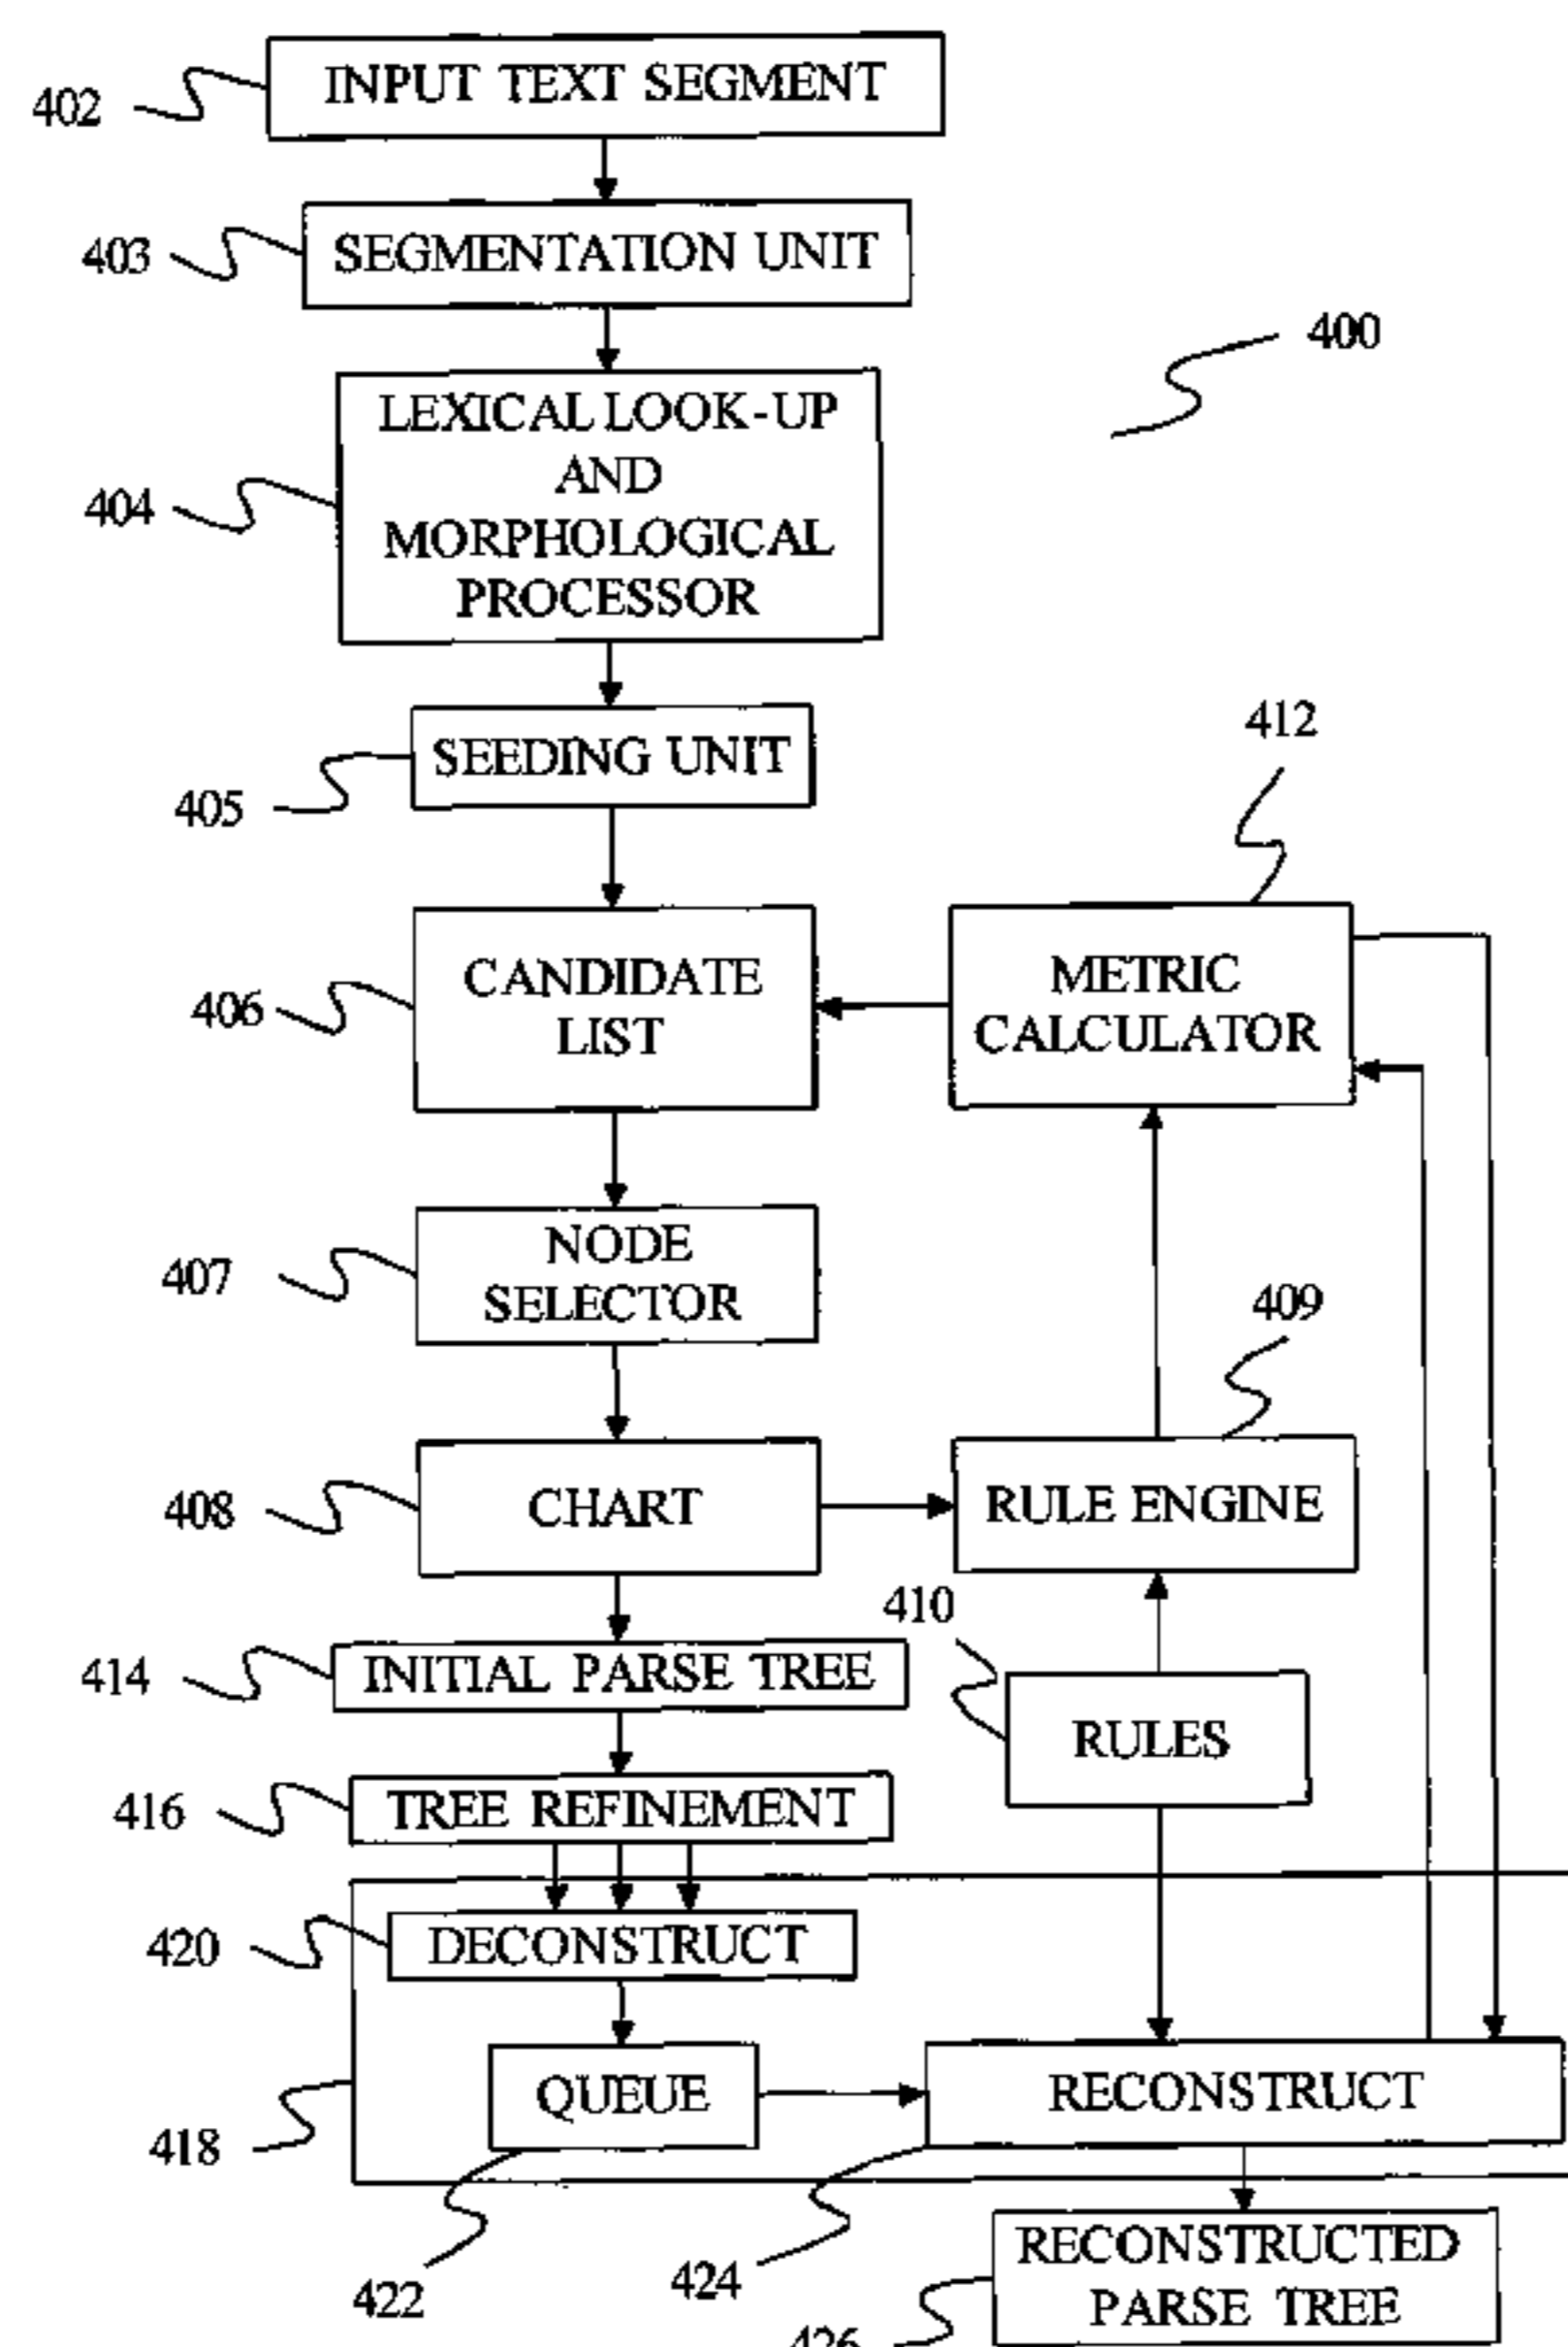 INPUT TEXT SEGMENT
402
SEGMENTATION UNIT
403
400
LEXICAL LOOK-UP
AND
MORPHOLOGICAL
PROCESSOR
404
SEEDING UNIT
405
412
CANDIDATE
LIST
406
METRIC
CALCULATOR
NODE
SELECTOR
407
409
CHART
408
RULE ENGINE
410
INITIAL PARSE TREE
414
RULES
TREE REFINEMENT
416
DECONSTRUCT
420
QUEUE
RECONSTRUCT
418
422
424
RECONSTRUCTED
PARSE TREE
426